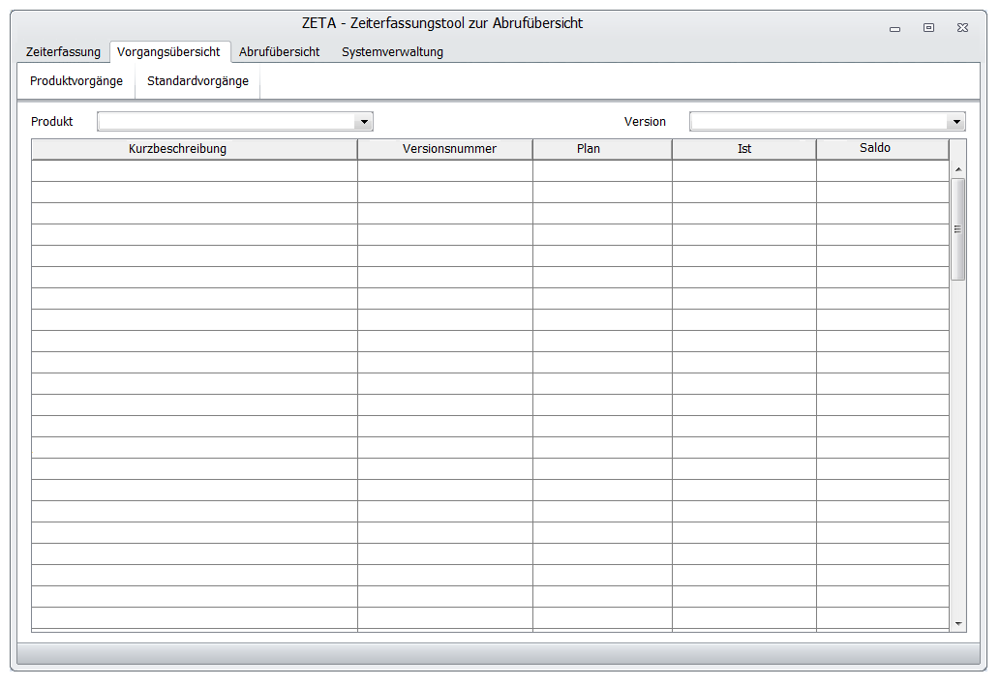 ZETA - Zeiterfassungstool zur Abrufübersicht
Zeiterfassung Vorgangsübersicht Abrufübersicht Systemverwaltung
Produktvorgänge Standardvorgänge
Produkt Version
Kurzbeschreibung Versionsnummer Plan Ist Saldo